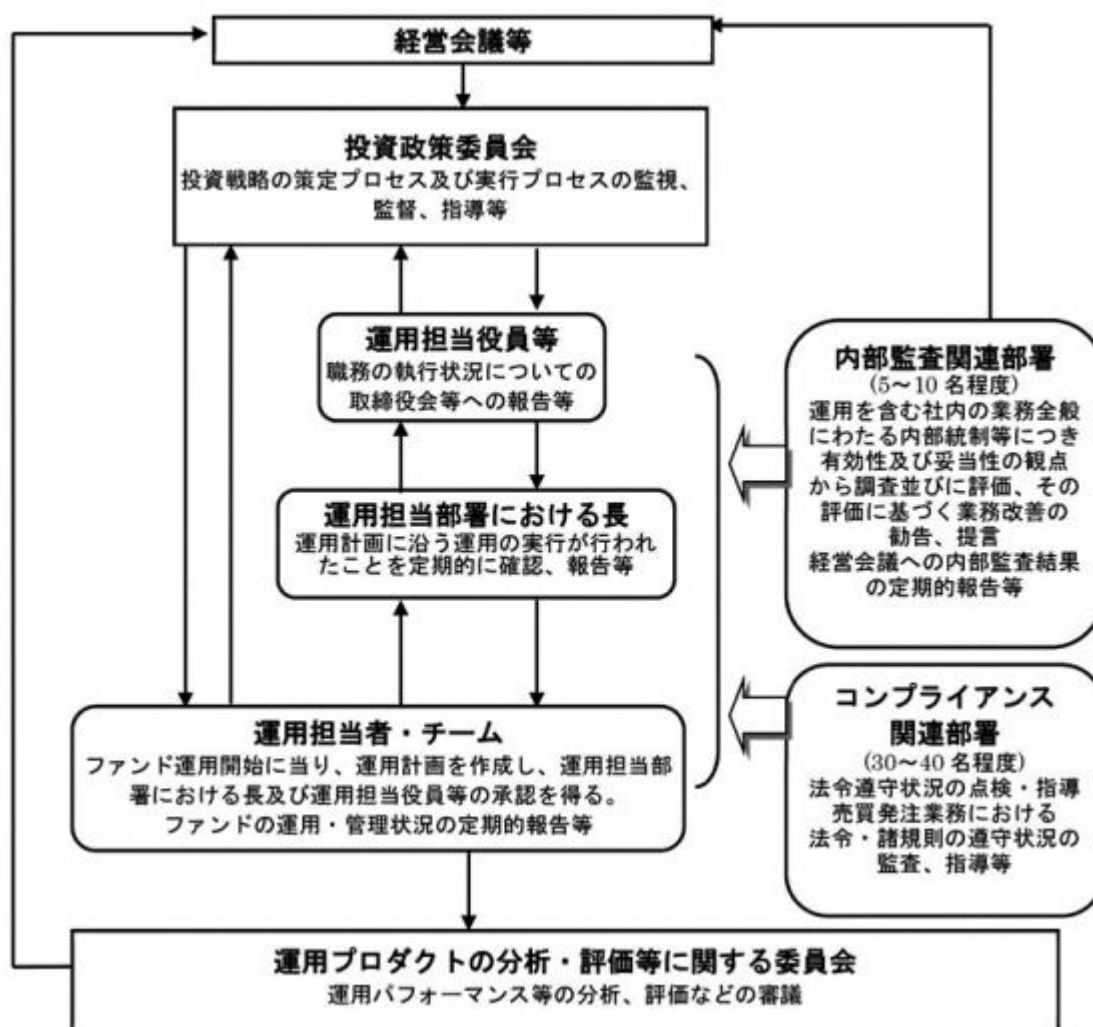 経営会議等
投資政策委員会
投資戦略の策定プロセス及び実行プロセスの監視、
監督、指導等
運用担当役員等
職務の執行状況についての
取締役会等への報告等
運用担当部署における長
運用計画に沿う運用の実行が行われ
たことを定期的に確認、報告等
運用担当者・チーム
ファンド運用開始に当り、運用計画を作成し、運用担当部
署における長及び運用担当役員等の承認を得る。
ファンドの運用・管理状況の定期的報告等
内部監査関連部署
(5～10 名程度)
運用を含む社内の業務全般
にわたる内部統制等につき
有効性及び妥当性の観点
から調査並びに評価、その
評価に基づく業務改善の
勧告、提言
経営会議への内部監査結果
の定期的報告等
コンプライアンス
関連部署
(30～40 名程度)
法令遵守状況の点検・指導
売買発注業務における
法令・諸規則の遵守状況の
監査、指導等
運用プロダクトの分析・評価等に関する委員会
運用パフォーマンス等の分析、評価などの審議